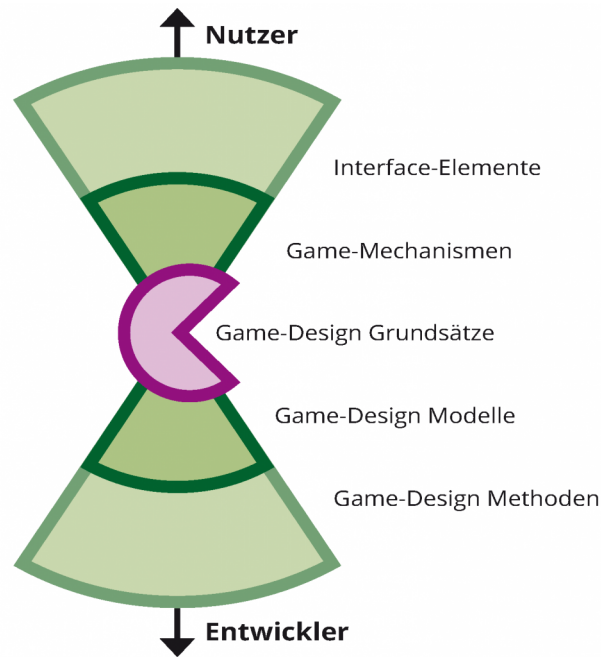 Nutzer
Interface-Elemente
Game-Mechanismen
Game-Design Grundsätze
Game-Design Modelle
Game-Design Methoden
Entwickler